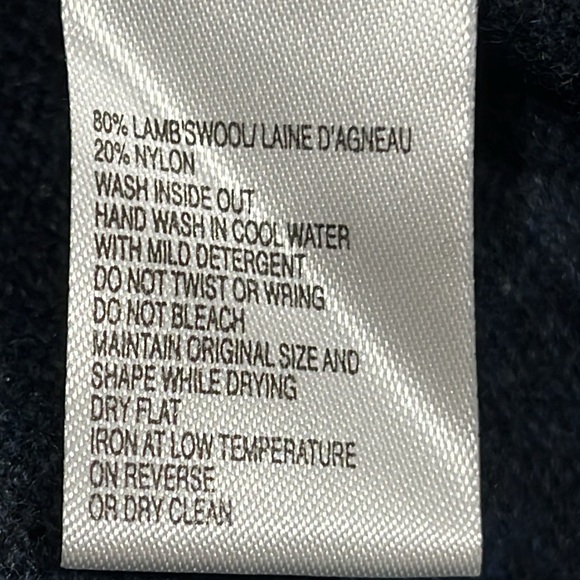 80% LAMB'SWOOL/ LAINE D'AGNEAU
20% NYLON
WASH INSIDE OUT
HAND WASH IN COOL WATER
WITH MILD DETERGENT
DO NOT TWIST OR WRING
DO NOT BLEACH
MAINTAIN ORIGINAL SIZE AND
SHAPE WHILE DRYING
DRY FLAT
IRON AT LOW TEMPERATURE
ON REVERSE
OR DRY CLEAN